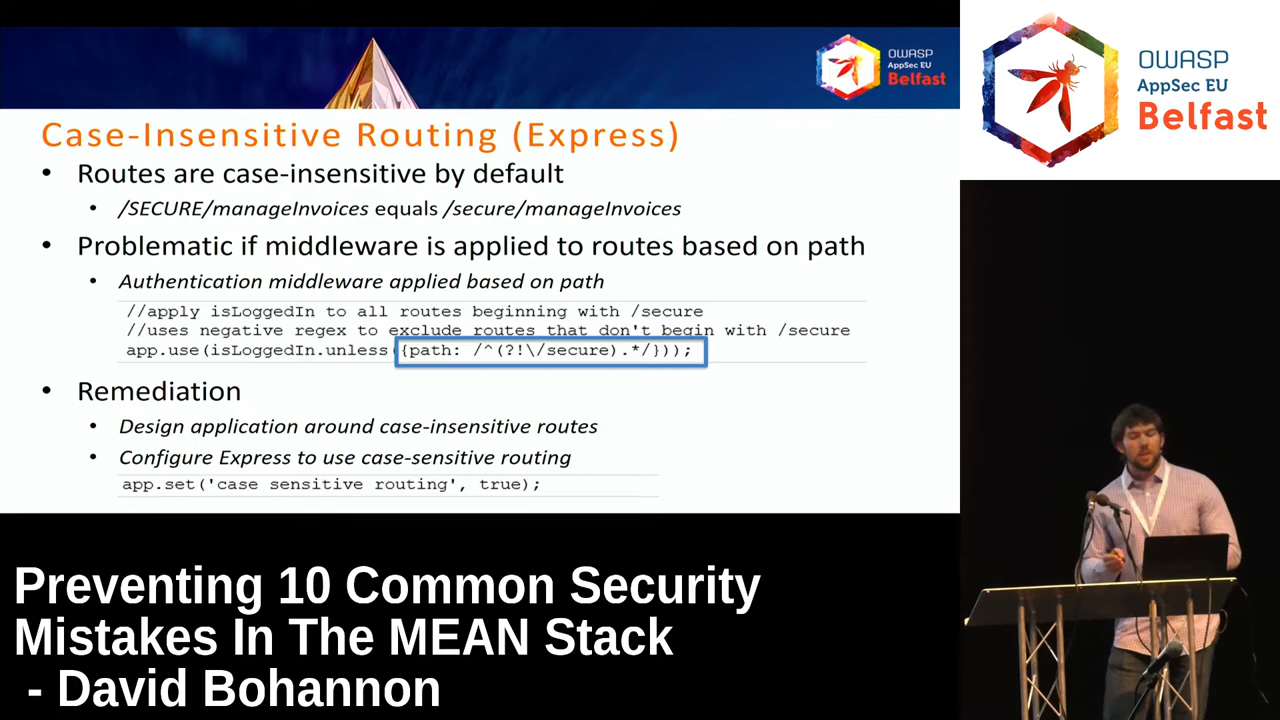 OWASP
AppSec EU
Belfast
OWASP
AppSec EU
Belfast
Case-Insensitive Routing (Express)
• Routes are case-insensitive by default
• /SECURE/manageInvoices equals /secure/manageInvoices
• Problematic if middleware is applied to routes based on path
• Authentication middleware applied based on path
//apply isLoggedIn to all routes beginning with /secure
//uses negative regex to exclude routes that don't begin with /secure
app.use(isLoggedIn.unless({path: /^(?!\/secure).*/}));
• Remediation
• Design application around case-insensitive routes
• Configure Express to use case-sensitive routing
app.set('case sensitive routing', true);
Preventing 10 Common Security
Mistakes In The MEAN Stack
- David Bohannon